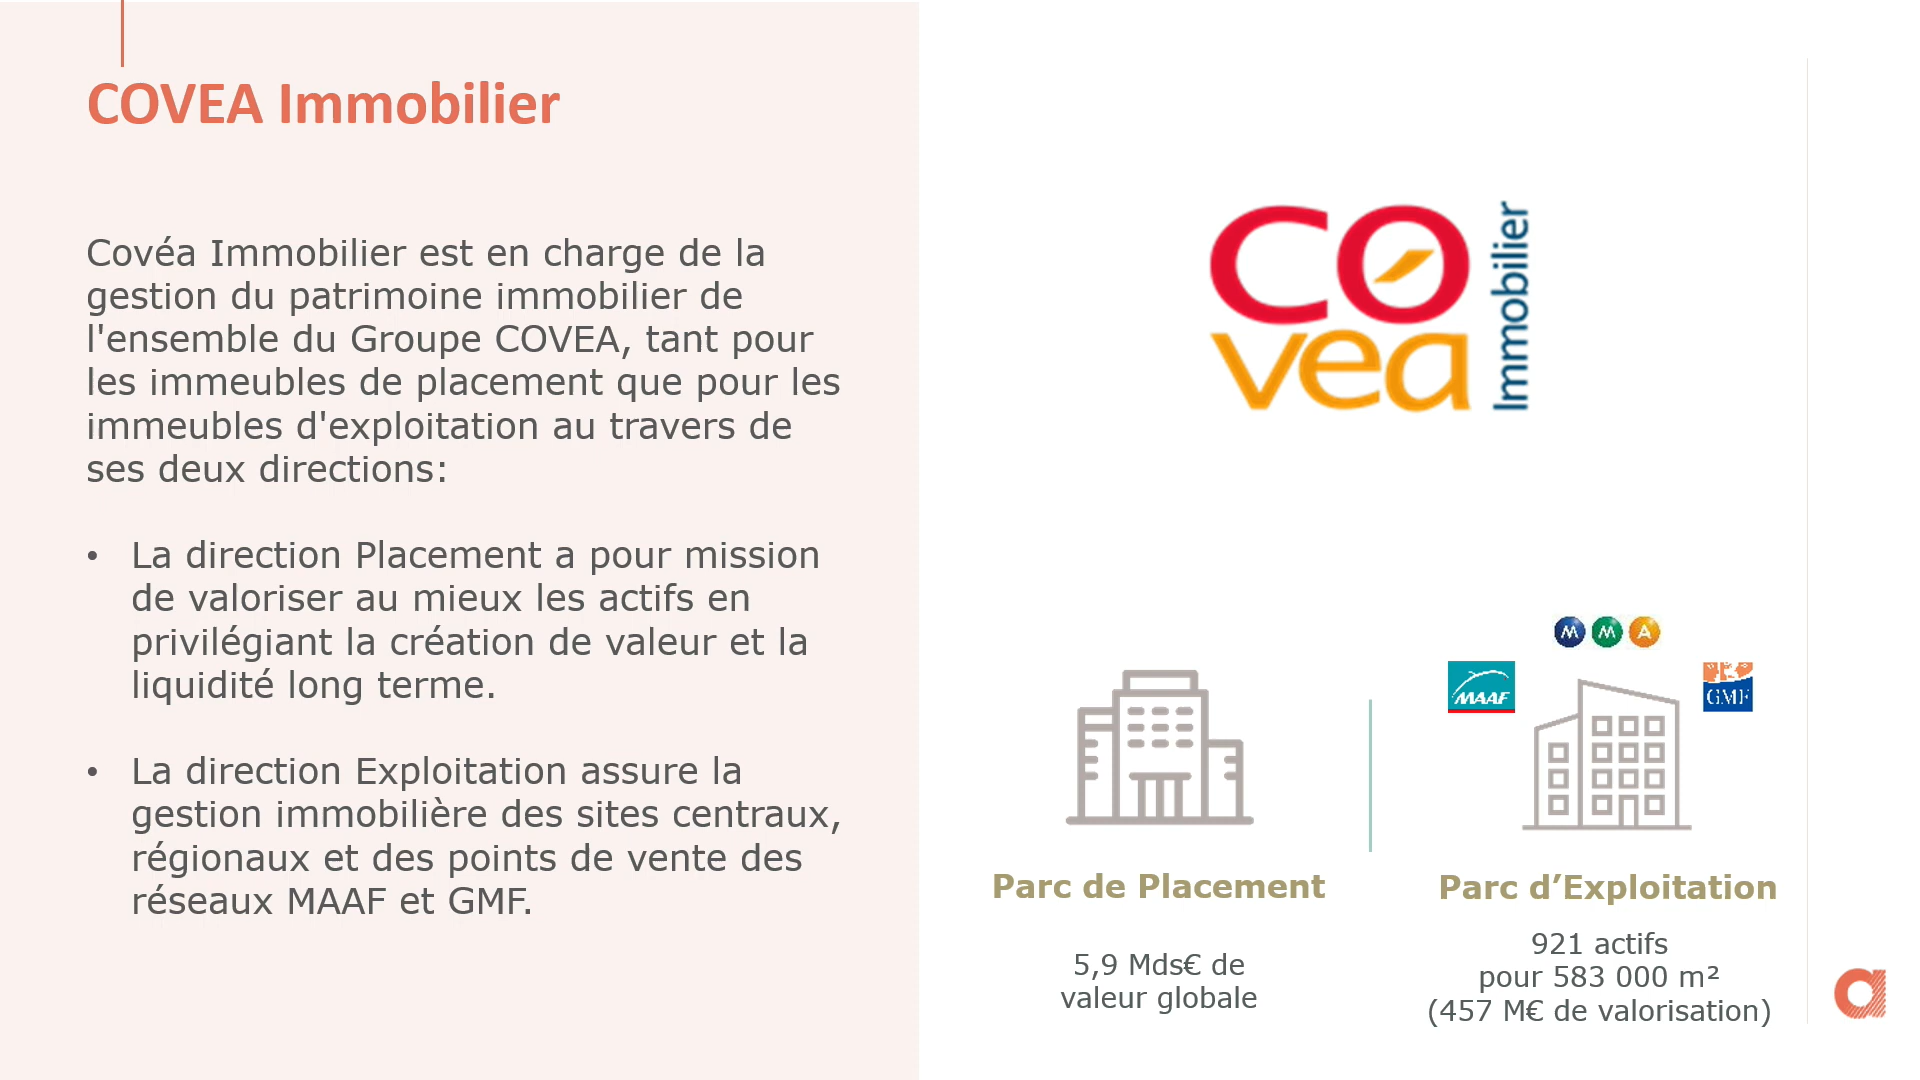 COVEA Immobilier
Covéa Immobilier est en charge de la
gestion du patrimoine immobilier de
l'ensemble du Groupe COVEA, tant pour
les immeubles de placement que pour les
immeubles d'exploitation au travers de
ses deux directions:
• La direction Placement a pour mission
de valoriser au mieux les actifs en
privilégiant la création de valeur et la
liquidité long terme.
• La direction Exploitation assure la
gestion immobilière des sites centraux,
régionaux et des points de vente des
réseaux MAAF et GMF.
CO
vea
Immobilier
MMA
MAAF
GMF
Parc de Placement
5,9 Mds€ de
valeur globale
Parc d’Exploitation
921 actifs
pour 583 000 m²
(457 M€ de valorisation)
a